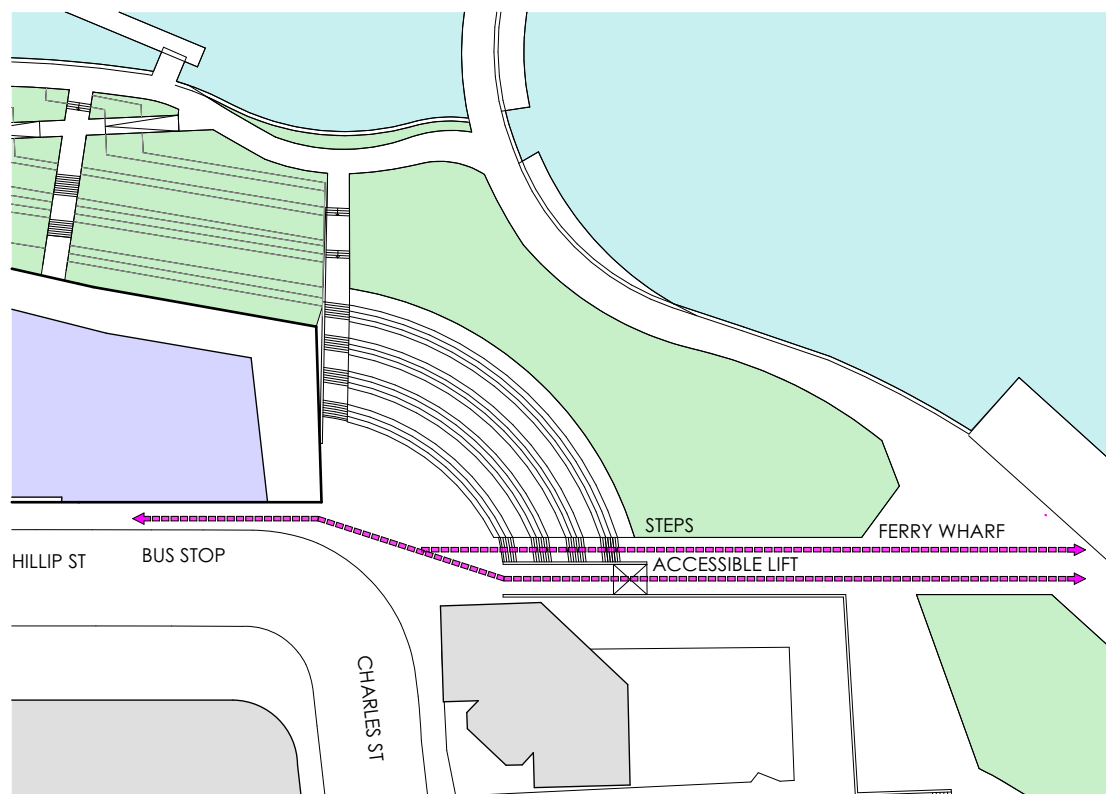 STEPS
FERRY WHARF
HILLIP ST
BUS STOP
ACCESSIBLE LIFT
CHARLES ST